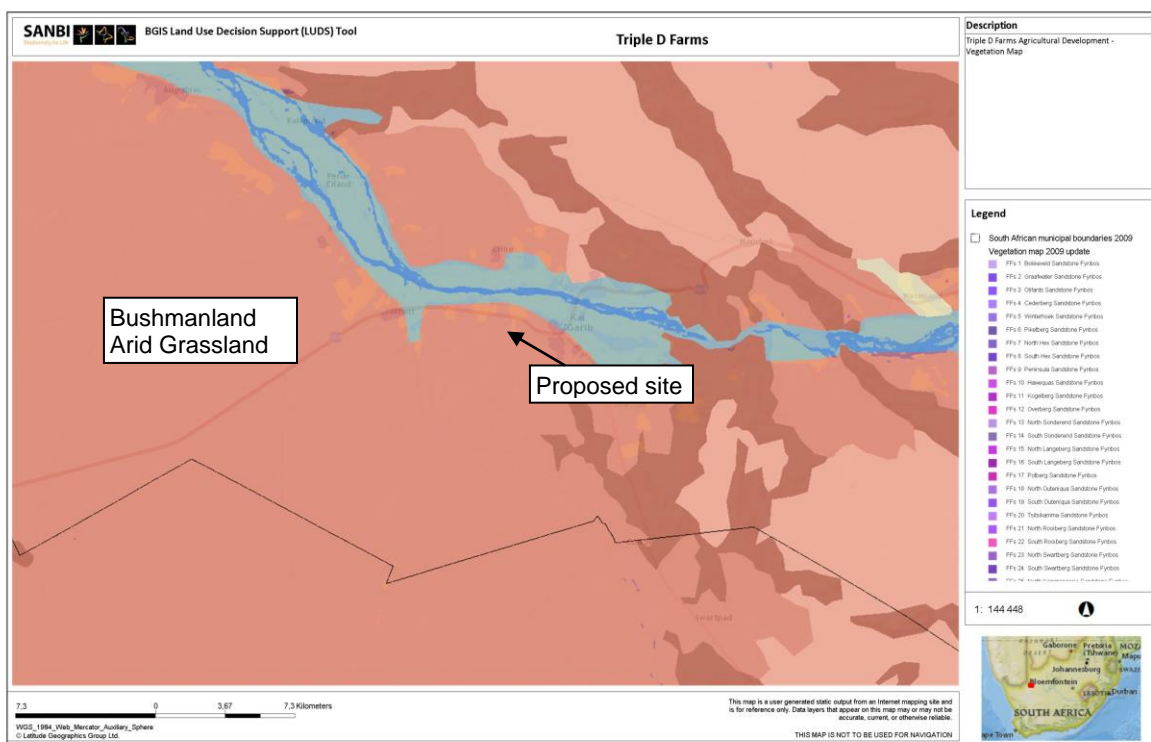 SANBI
Biodiversity for Life
BGIS Land Use Decision Support (LUDS) Tool
Triple D Farms
Description
Triple D Farms Agricultural Development -
Vegetation Map
Bushmanland
Arid Grassland
Proposed site
Kai
Garib
Legend
South African municipal boundaries 2009
Vegetation map 2009 update
FFs 1 Bokkeveld Sandstone Fynbos
FFs 2 Graafwater Sandstone Fynbos
FFs 3 Olifants Sandstone Fynbos
FFs 4 Cederberg Sandstone Fynbos
FFs 5 Winterhoek Sandstone Fynbos
FFs 6 Piketberg Sandstone Fynbos
FFs 7 North Hex Sandstone Fynbos
FFs 8 South Hex Sandstone Fynbos
FFs 9 Peninsula Sandstone Fynbos
FFs 10 Hawequas Sandstone Fynbos
FFs 11 Kogelberg Sandstone Fynbos
FFs 12 Overberg Sandstone Fynbos
FFs 13 North Sonderend Sandstone Fynbos
FFs 14 South Sonderend Sandstone Fynbos
FFs 15 North Langeberg Sandstone Fynbos
FFs 16 South Langeberg Sandstone Fynbos
FFs 17 Potberg Sandstone Fynbos
FFs 18 North Outeniqua Sandstone Fynbos
FFs 19 South Outeniqua Sandstone Fynbos
FFs 20 Tsitsikamma Sandstone Fynbos
FFs 21 North Rooiberg Sandstone Fynbos
FFs 22 South Rooiberg Sandstone Fynbos
FFs 23 North Swartberg Sandstone Fynbos
FFs 24 South Swartberg Sandstone Fynbos
1: 144 448
7,3 0 3,67 7,3 Kilometers
WGS_1984_Web_Mercator_Auxiliary_Sphere
© Latitude Geographics Group Ltd.
This map is a user generated static output from an Internet mapping site and
is for reference only. Data layers that appear on this map may or may not be
accurate, current, or otherwise reliable.
THIS MAP IS NOT TO BE USED FOR NAVIGATION
Gaborone
Pretoria
(Tshwane)
Johannesburg
Bloemfontein
Durban
SOUTH AFRICA